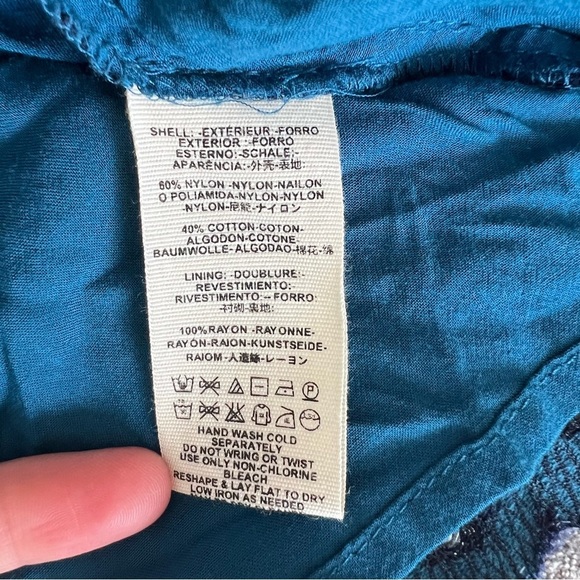 SHELL:-EXTÉRIEUR-FORRO
EXTERIOR :-FORRO
ESTERNO:-SCHALE:-
APARÊNCIA:-外壳-表地:
60% NYLON -NYLON-NAILON
O POLIAMIDA-NYLON-NYLON
-NYLON-尼龍-ナイロン
40% COTTON-COTON-
ALGODON-COTONE-
BAUMWOLLE-ALGODAO-棉花-綿
LINING:-DOUBLURE:-
REVESTIMIENTO:
RIVESTIMENTO:--FORRO:
-衬砌-裏地:
100%RAYON -RAYONNE-
RAYÓN-RAION-KUNSTSEIDE-
RAIOM-人造絲-レーヨン
P
HAND WASH COLD
SEPARATELY
DO NOT WRING OR TWIST
USE ONLY NON-CHLORINE
BLEACH
RESHAPE & LAY FLAT TO DRY
LOW IRON AS NEEDED